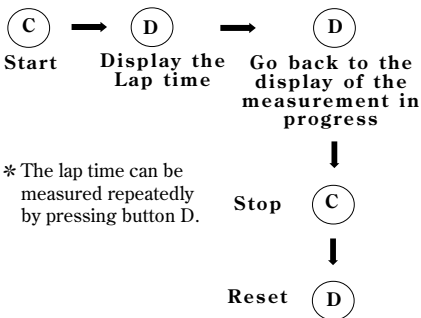 C D D
Start Display the Go back to the
Lap time display of the
measurement in
progress
* The lap time can be
measured repeatedly
by pressing button D.
Stop C
Reset D